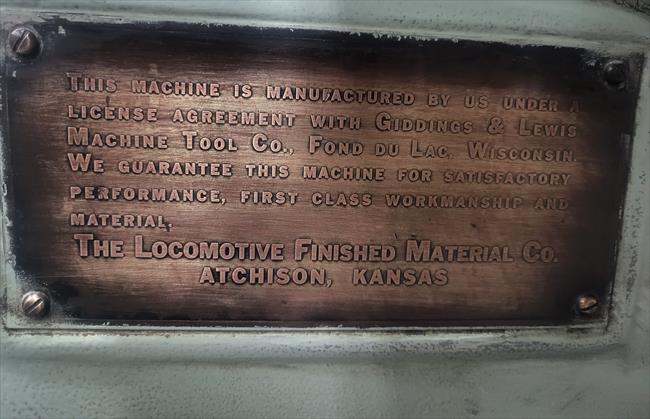 THIS MACHINE IS MANUFACTURED BY US UNDER A
LICENSE AGREEMENT WITH GIDDINGS & LEWIS
MACHINE TOOL CO., FOND DU LAC, WISCONSIN.
WE GUARANTEE THIS MACHINE FOR SATISFACTORY
PERFORMANCE, FIRST CLASS WORKMANSHIP AND
MATERIAL.
THE LOCOMOTIVE FINISHED MATERIAL CO.
ATCHISON, KANSAS